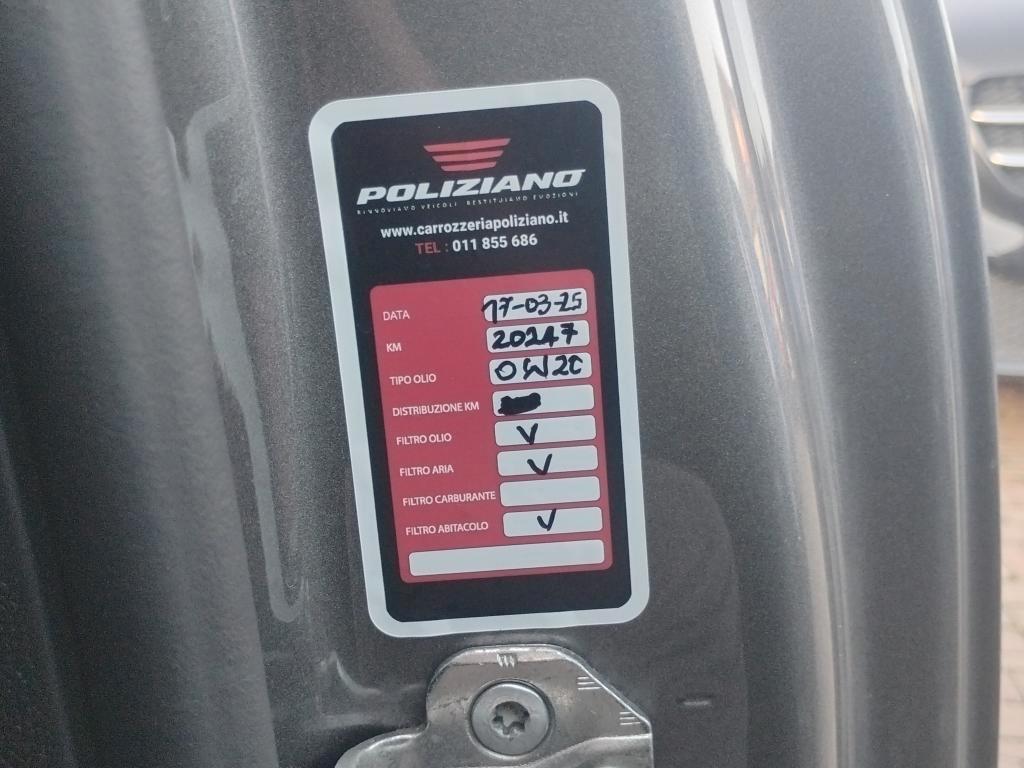 POLIZIANO
RINNOVIAMO VEICOLI RESTITUIAMO EMOZIONI
www.carrozzeriapoliziano.it
TEL : 011 855 686
DATA 17-03-25
KM 20247
TIPO OLIO 0W20
DISTRIBUZIONE KM
FILTRO OLIO V
FILTRO ARIA V
FILTRO CARBURANTE
FILTRO ABITACOLO V